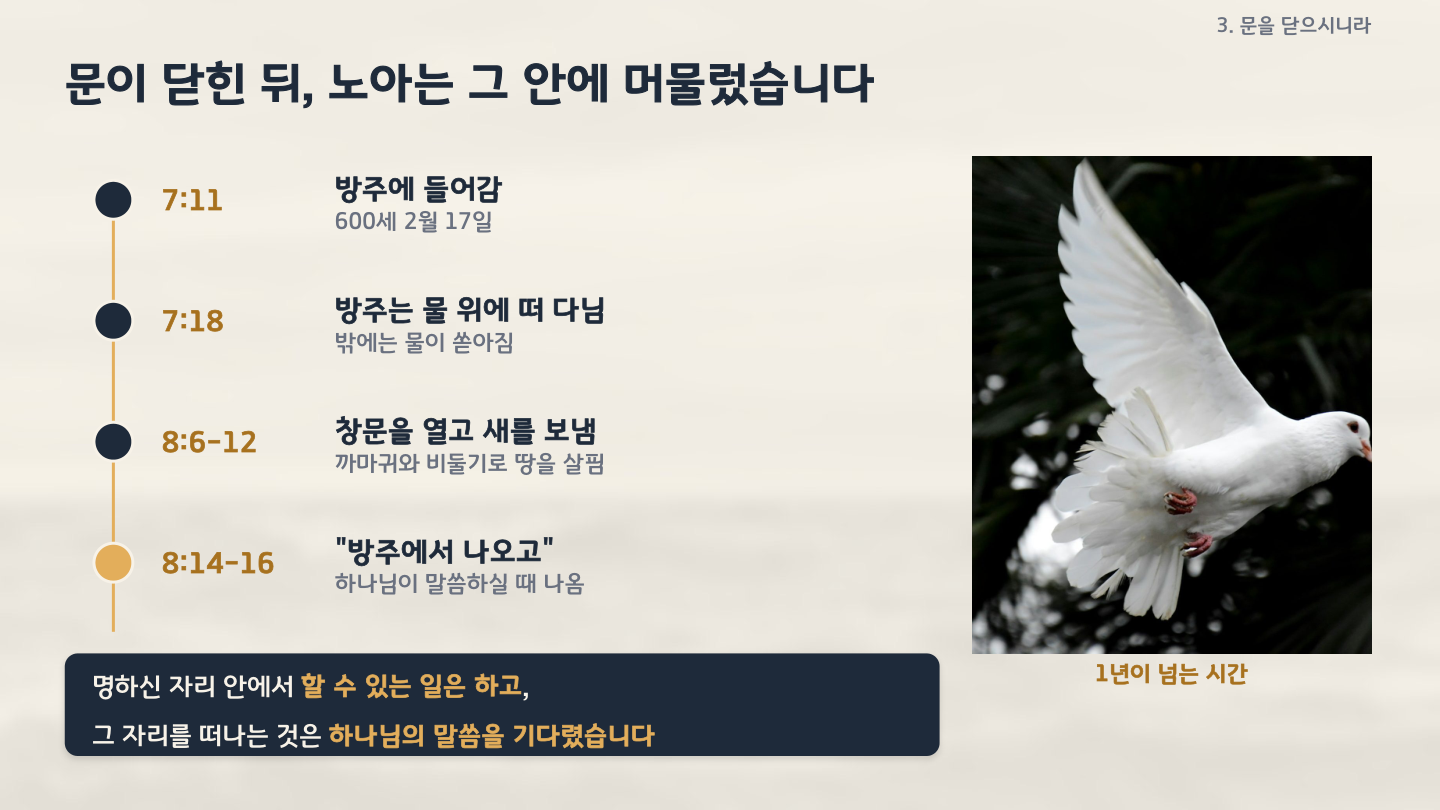 3. 문을 닫으시니라
문이 닫힌 뒤, 노아는 그 안에 머물렀습니다
7:11
방주에 들어감
600세 2월 17일
7:18
방주는 물 위에 떠 다님
밖에는 물이 쏟아짐
8:6-12
창문을 열고 새를 보냄
까마귀와 비둘기로 땅을 살핌
8:14-16
"방주에서 나오고"
하나님이 말씀하실 때 나옴
명하신 자리 안에서 할 수 있는 일은 하고,
그 자리를 떠나는 것은 하나님의 말씀을 기다렸습니다
1년이 넘는 시간